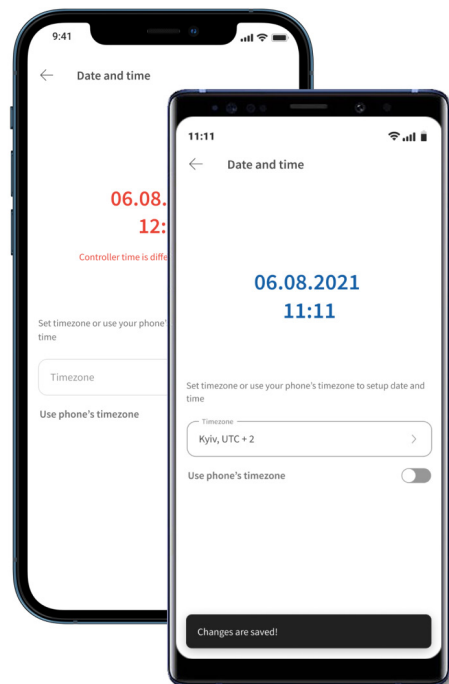 9:41
Date and time
06.08.
12:
Controller time is diffe
Set timezone or use your phone's
time
Timezone
Use phone's timezone
11:11
Date and time
06.08.2021
11:11
Set timezone or use your phone's timezone to setup date and
time
Timezone
Kyiv, UTC + 2
Use phone's timezone
Changes are saved!